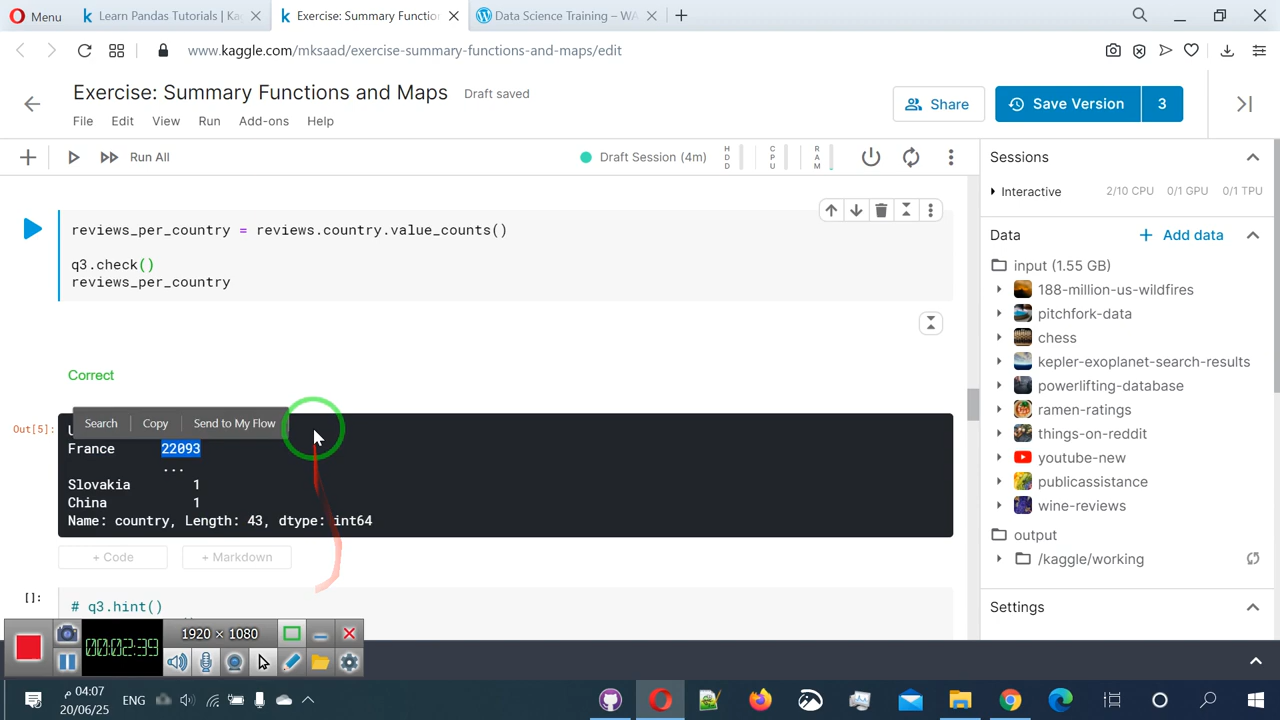 Menu
Learn Pandas Tutorials | Ka
Exercise: Summary Functio
Data Science Training – WA
www.kaggle.com/mksaad/exercise-summary-functions-and-maps/edit
Exercise: Summary Functions and Maps
Draft saved
File Edit View Run Add-ons Help
Share
Save Version 3
Run All
Draft Session (4m)
HDD
CPU
RAM
reviews_per_country = reviews.country.value_counts()
q3.check()
reviews_per_country
Correct
Search Copy Send to My Flow
Out[5]:
France 22093
...
Slovakia 1
China 1
Name: country, Length: 43, dtype: int64
+ Code + Markdown
[]:
# q3.hint()
Sessions
Interactive 2/10 CPU 0/1 GPU 0/1 TPU
Data + Add data
input (1.55 GB)
188-million-us-wildfires
pitchfork-data
chess
kepler-exoplanet-search-results
powerlifting-database
ramen-ratings
things-on-reddit
youtube-new
publicassistance
wine-reviews
output
/kaggle/working
Settings
00:02:39
1920 × 1080
04:07 م
20/06/25
ENG